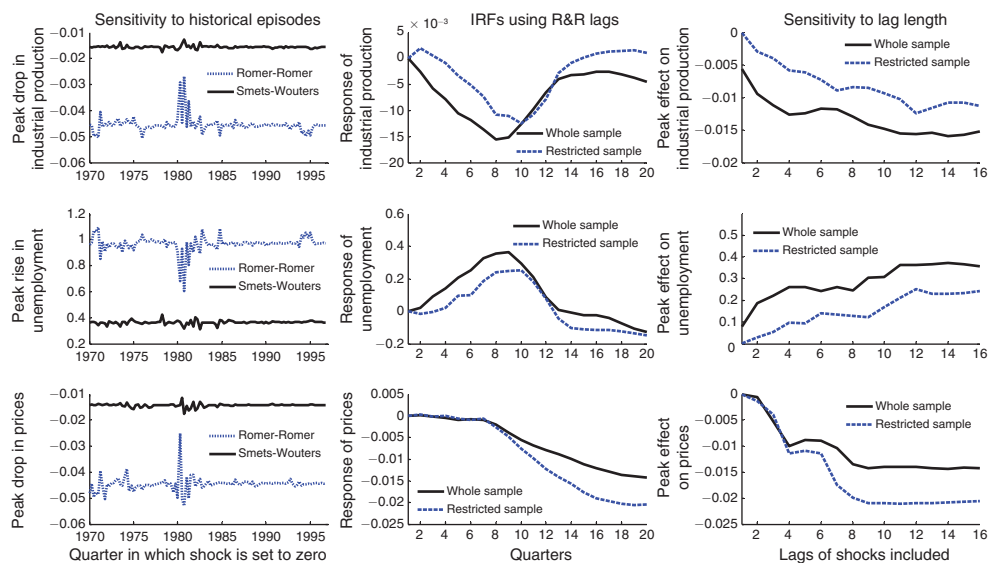 Sensitivity to historical episodes
Peak drop in
industrial production
−0.01
−0.02
−0.03
−0.04
−0.05
−0.06
Romer-Romer
Smets-Wouters
1970 1975 1980 1985 1990 1995
IRFs using R&R lags
× 10⁻³
Response of
industrial production
5
0
−5
−10
−15
−20
Whole sample
Restricted sample
2 4 6 8 10 12 14 16 18 20
Sensitivity to lag length
Peak effect on
industrial production
0
−0.005
−0.01
−0.015
−0.02
Whole sample
Restricted sample
2 4 6 8 10 12 14 16
Peak rise in
unemployment
1.2
1
0.8
0.6
0.4
0.2
Romer-Romer
Smets-Wouters
1970 1975 1980 1985 1990 1995
Response of
unemployment
0.6
0.4
0.2
0
−0.2
Whole sample
Restricted sample
2 4 6 8 10 12 14 16 18 20
Peak effect on
unemployment
0.5
0.4
0.3
0.2
0.1
0
Whole sample
Restricted sample
2 4 6 8 10 12 14 16
Peak drop in prices
−0.01
−0.02
−0.03
−0.04
−0.05
−0.06
Romer-Romer
Smets-Wouters
1970 1975 1980 1985 1990 1995
Quarter in which shock is set to zero
Response of prices
0.005
0
−0.005
−0.01
−0.015
−0.02
−0.025
Whole sample
Restricted sample
2 4 6 8 10 12 14 16 18 20
Quarters
Peak effect
on prices
0
−0.005
−0.01
−0.015
−0.02
−0.025
Whole sample
Restricted sample
2 4 6 8 10 12 14 16
Lags of shocks included